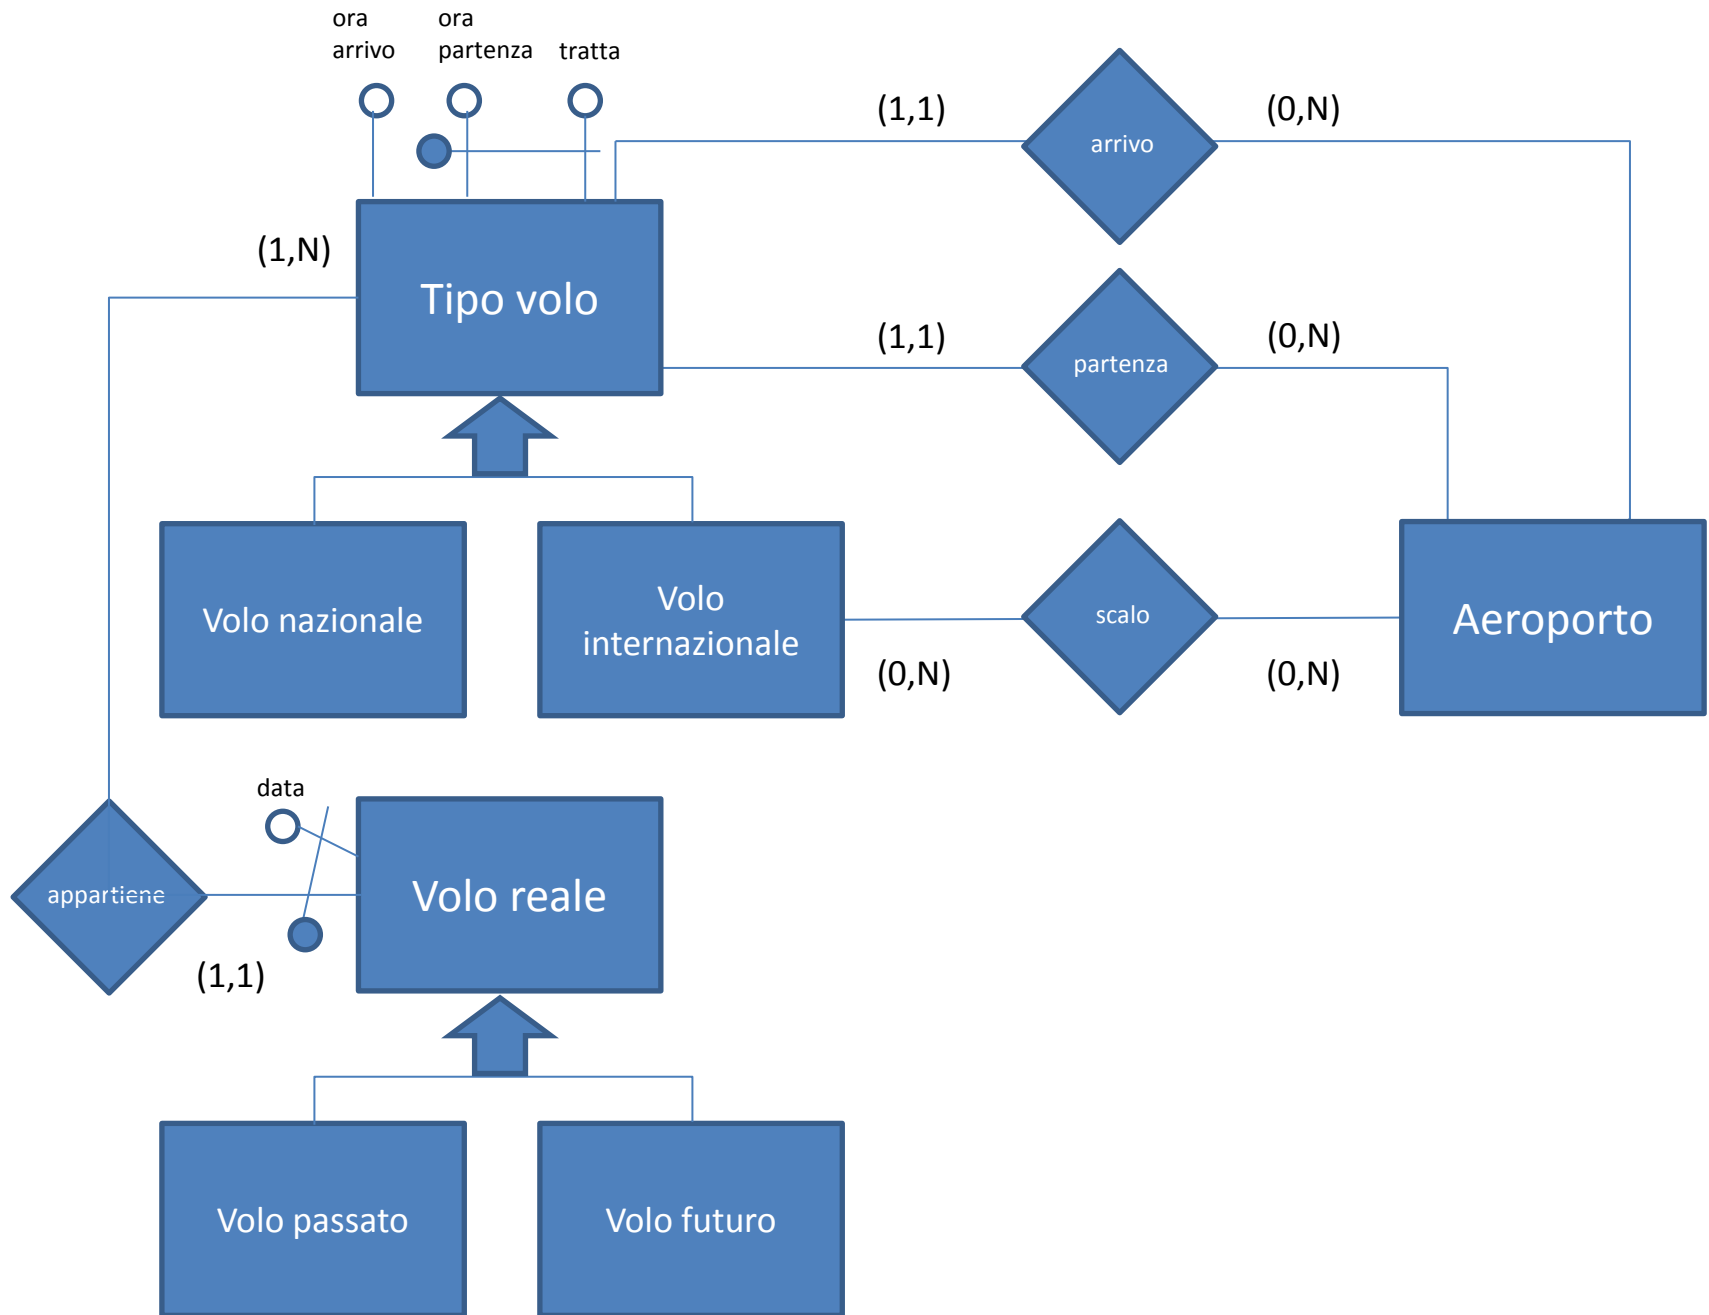 ora
arrivo
ora
partenza
tratta
(1,1)
arrivo
(0,N)
(1,N)
Tipo volo
(1,1)
partenza
(0,N)
Volo nazionale
Volo
internazionale
(0,N)
scalo
(0,N)
Aeroporto
data
appartiene
(1,1)
Volo reale
Volo passato
Volo futuro